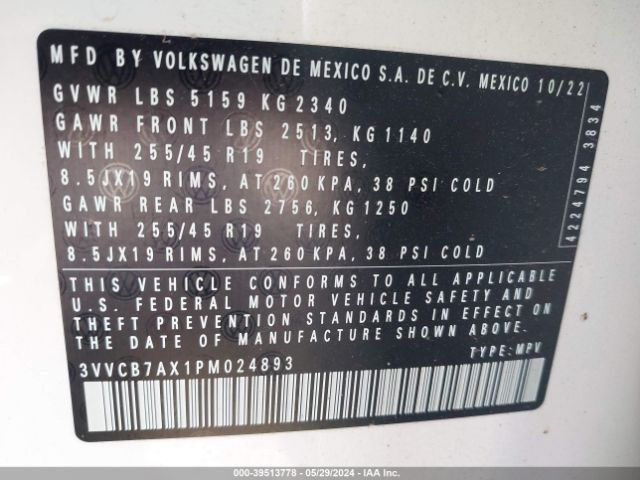 MFD BY VOLKSWAGEN DE MEXICO S.A. DE C.V. MEXICO 10/22
GVWR LBS 5159 KG 2340
GAWR FRONT LBS 2513, KG 1140
WITH 255/45 R19 TIRES,
8.5JX19 RIMS, AT 260 KPA, 38 PSI COLD
GAWR REAR LBS 2756, KG 1250
WITH 255/45 R19 TIRES,
8.5JX19 RIMS, AT 260 KPA, 38 PSI COLD
THIS VEHICLE CONFORMS TO ALL APPLICABLE
U.S. FEDERAL MOTOR VEHICLE SAFETY AND
THEFT PREVENTION STANDARDS IN EFFECT ON
THE DATE OF MANUFACTURE SHOWN ABOVE.
3VVCB7AX1PM024893 TYPE: MPV
4224794 3834
000-39513778 - 05/29/2024 - IAA Inc.